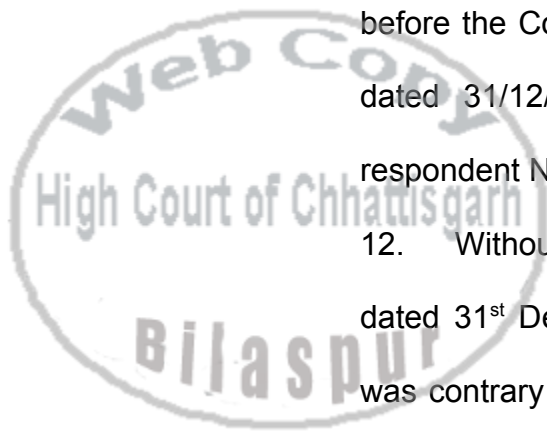 before the Co
dated 31/12/
respondent N
12. Withou
dated 31st De
was contrary
Web Copy
High Court of Chhattisgarh
Bilaspur